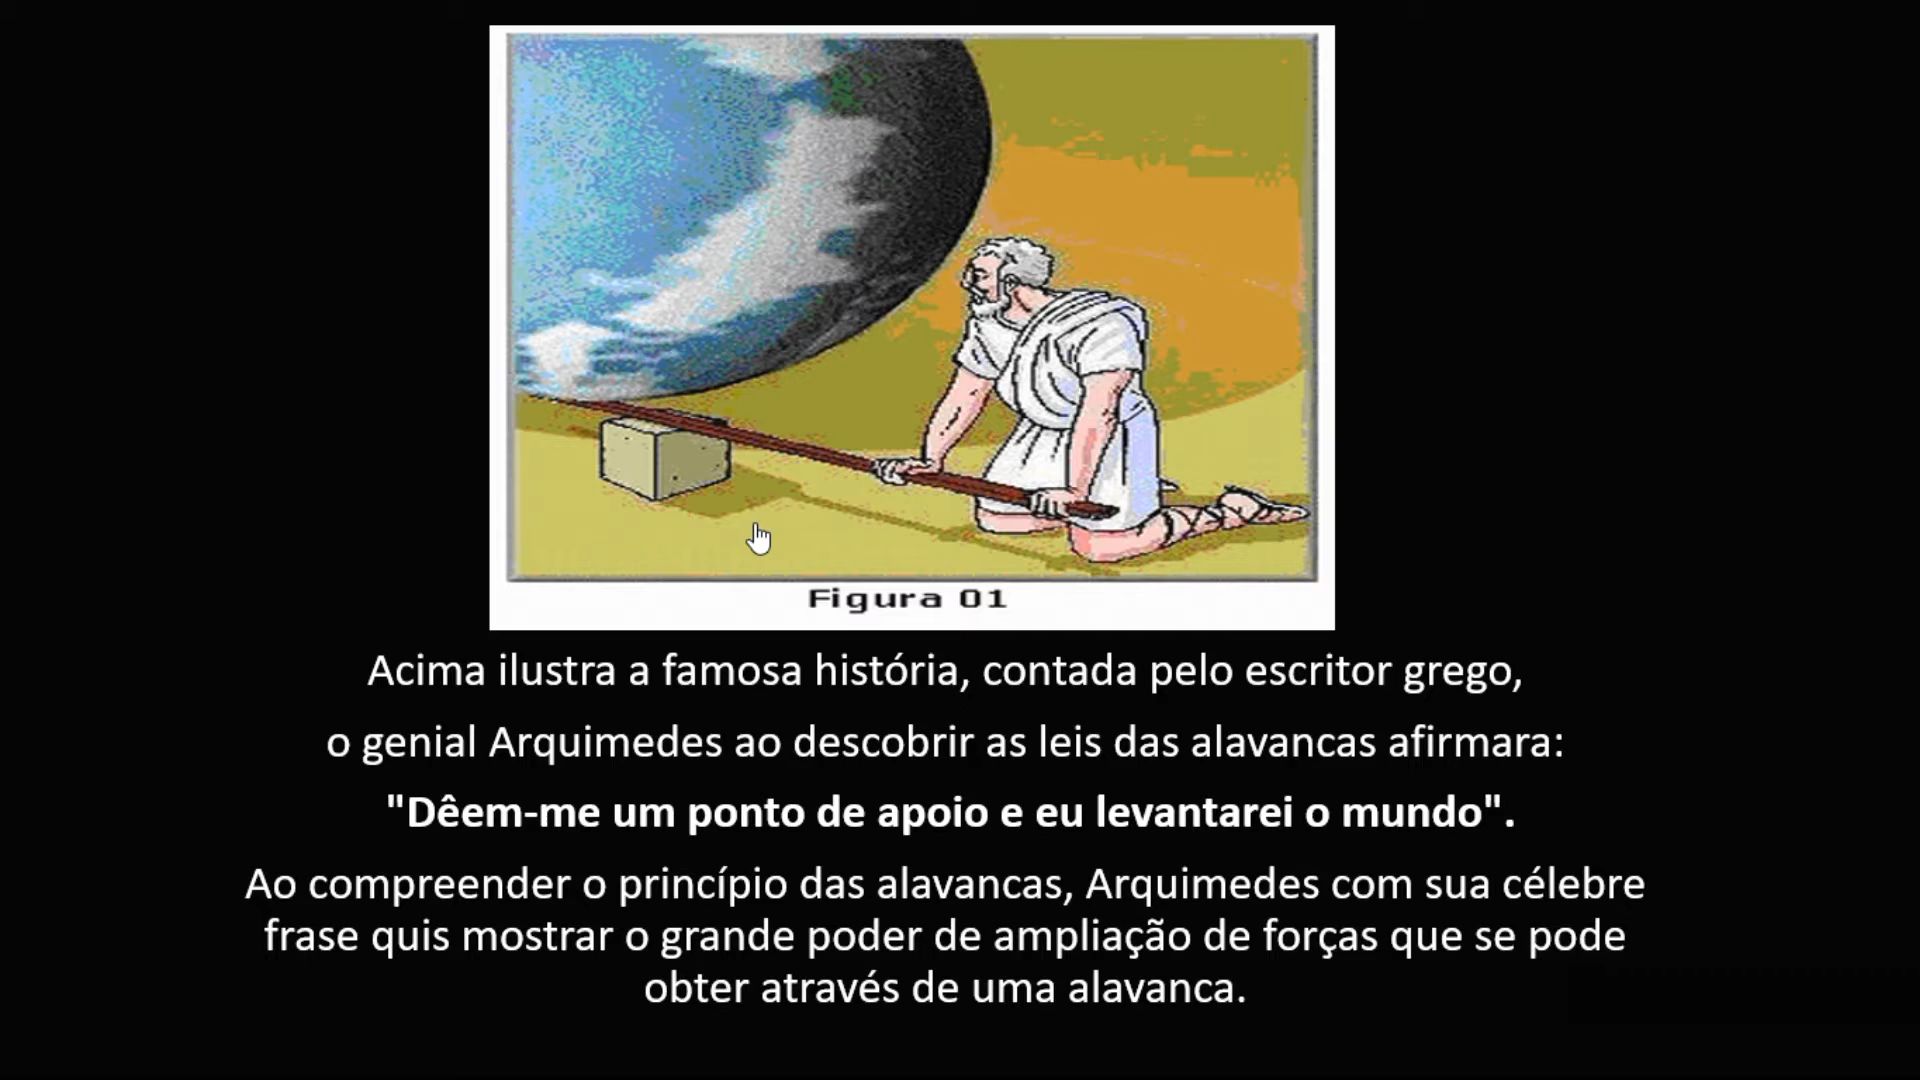 Figura 01
Acima ilustra a famosa história, contada pelo escritor grego,
o genial Arquimedes ao descobrir as leis das alavancas afirmara:
"Dêem-me um ponto de apoio e eu levantarei o mundo".
Ao compreender o princípio das alavancas, Arquimedes com sua célebre
frase quis mostrar o grande poder de ampliação de forças que se pode
obter através de uma alavanca.